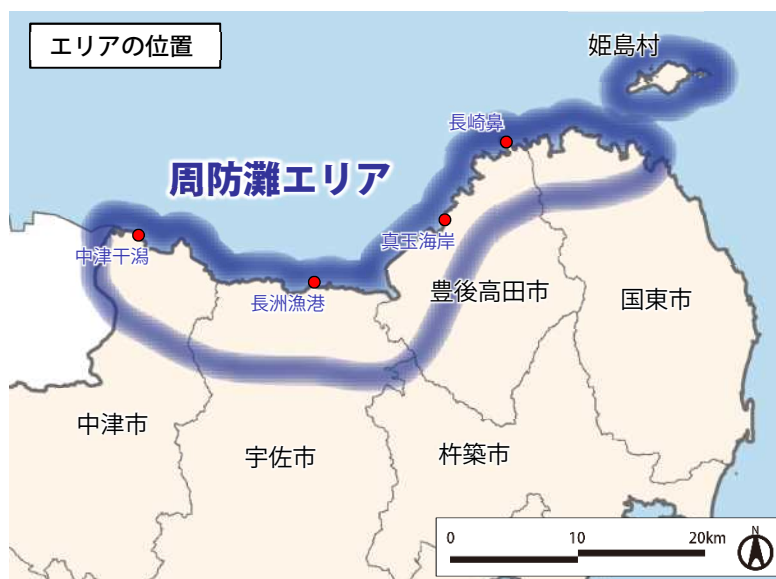 エリアの位置
姫島村
長崎鼻
周防灘エリア
真玉海岸
中津干潟
長洲漁港
豊後高田市
国東市
中津市
宇佐市
杵築市
0 10 20km
N